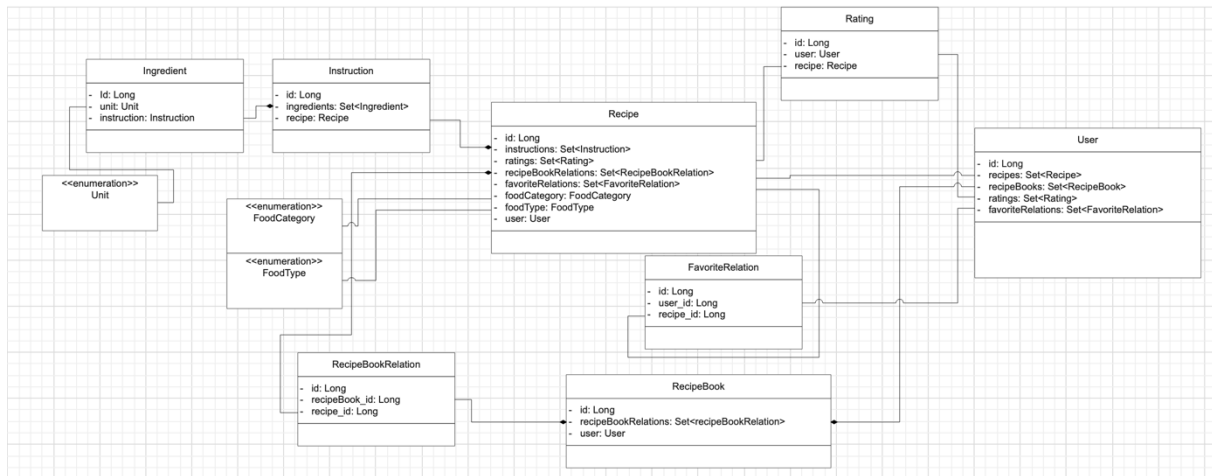 Rating
- id: Long
- user: User
- recipe: Recipe
Ingredient
- Id: Long
- unit: Unit
- instruction: Instruction
Instruction
- id: Long
- ingredients: Set<Ingredient>
- recipe: Recipe
Recipe
- id: Long
- instructions: Set<Instruction>
- ratings: Set<Rating>
- recipeBookRelations: Set<RecipeBookRelation>
- favoriteRelations: Set<FavoriteRelation>
- foodCategory: FoodCategory
- foodType: FoodType
- user: User
User
- id: Long
- recipes: Set<Recipe>
- recipeBooks: Set<RecipeBook>
- ratings: Set<Rating>
- favoriteRelations: Set<FavoriteRelation>
<<enumeration>>
Unit
<<enumeration>>
FoodCategory
<<enumeration>>
FoodType
FavoriteRelation
- id: Long
- user_id: Long
- recipe_id: Long
RecipeBookRelation
- id: Long
- recipeBook_id: Long
- recipe_id: Long
RecipeBook
- id: Long
- recipeBookRelations: Set<recipeBookRelation>
- user: User